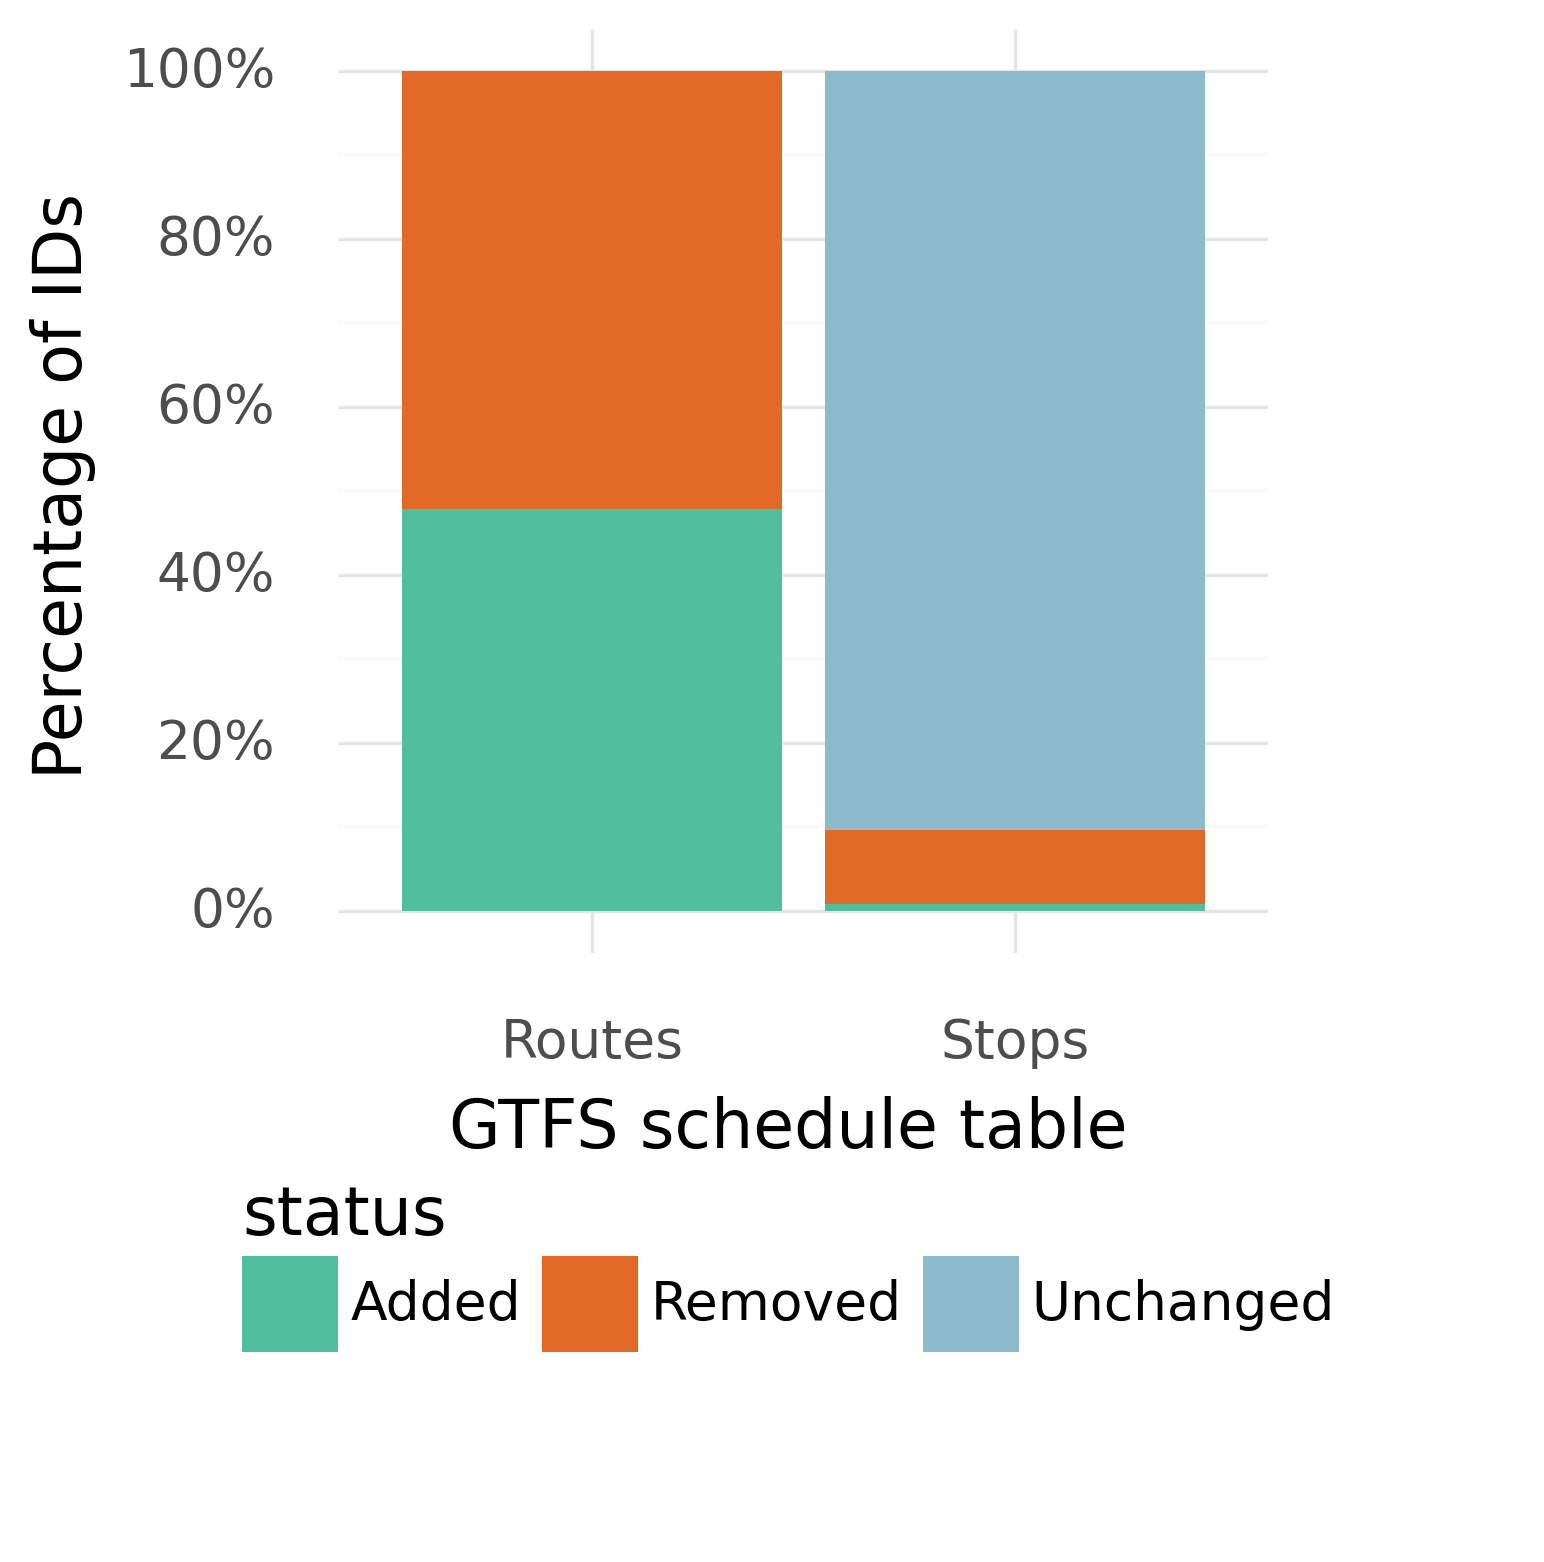 Percentage of IDs
100%
80%
60%
40%
20%
0%
Routes Stops
GTFS schedule table
status
Added Removed Unchanged